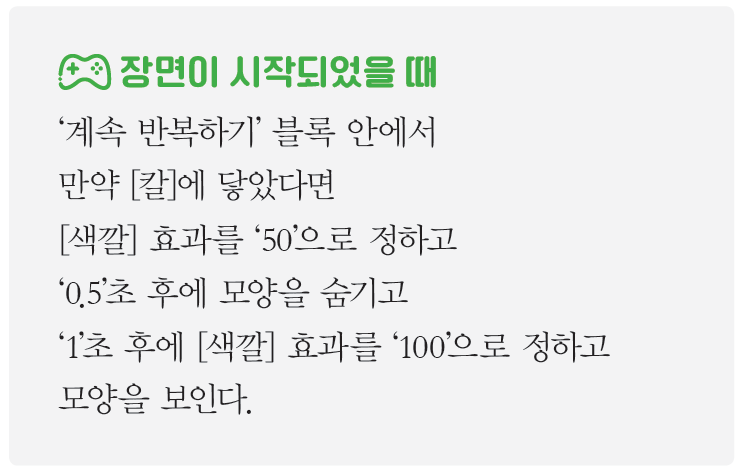 장면이 시작되었을 때
‘계속 반복하기’ 블록 안에서
만약 [칼]에 닿았다면
[색깔] 효과를 ‘50’으로 정하고
‘0.5’초 후에 모양을 숨기고
‘1’초 후에 [색깔] 효과를 ‘100’으로 정하고
모양을 보인다.